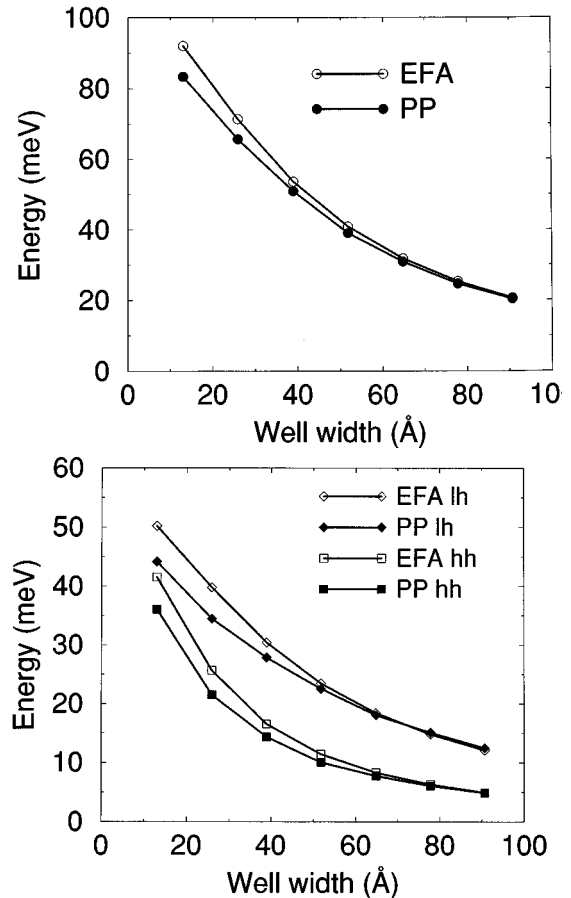 100
80
60
40
20
0
Energy (meV)
EFA
PP
0 20 40 60 80 10
Well width (Å)
60
50
40
30
20
10
0
Energy (meV)
EFA lh
PP lh
EFA hh
PP hh
0 20 40 60 80 100
Well width (Å)